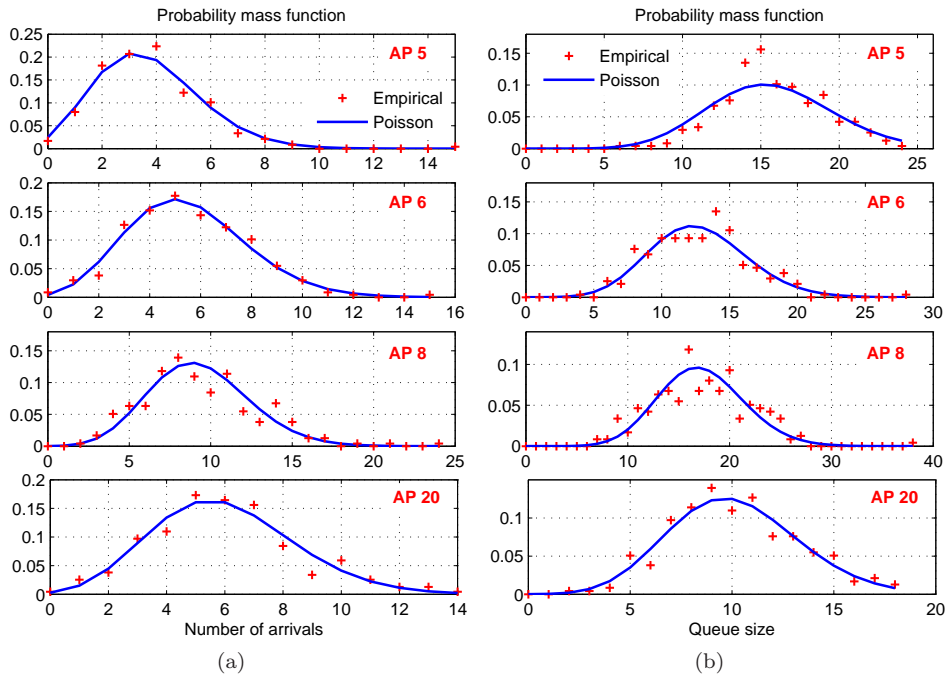 Probability mass function
0.25
0.2
0.15
0.1
0.05
0
0 2 4 6 8 10 12 14
AP 5
Empirical
Poisson
0.2
0.15
0.1
0.05
0
0 2 4 6 8 10 12 14 16
AP 6
0.15
0.1
0.05
0
0 5 10 15 20 25
AP 8
0.2
0.15
0.1
0.05
0
0 2 4 6 8 10 12 14
AP 20
Number of arrivals
(a)
Probability mass function
0.15
0.1
0.05
0
0 5 10 15 20 25
AP 5
Empirical
Poisson
0.15
0.1
0.05
0
0 5 10 15 20 25 30
AP 6
0.1
0.05
0
0 10 20 30 40
AP 8
0.1
0.05
0
0 5 10 15 20
AP 20
Queue size
(b)